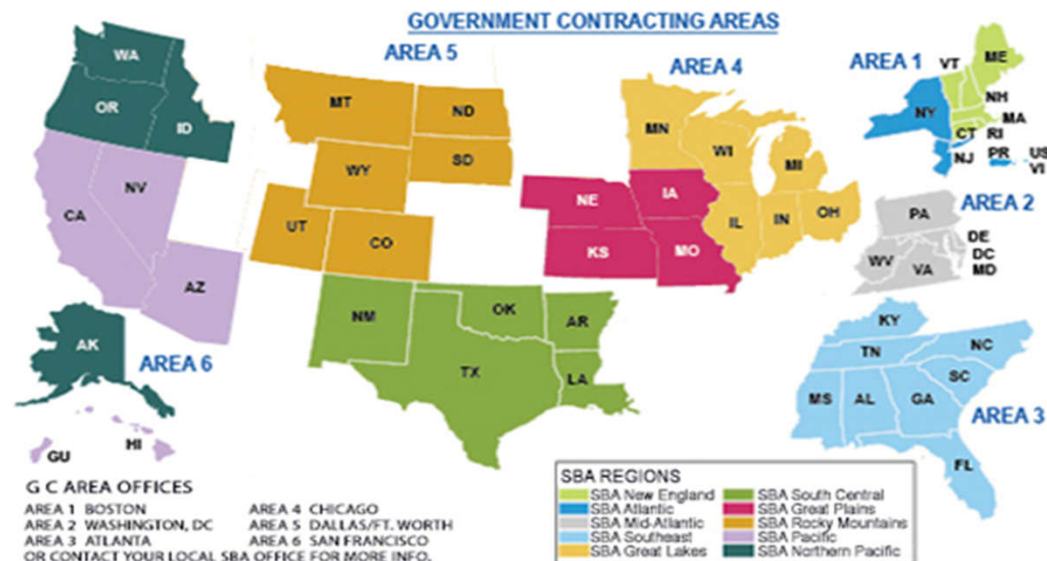 GOVERNMENT CONTRACTING AREAS
AREA 5
AREA 4
AREA 1
WA
OR
ID
MT
ND
SD
WY
UT
CO
MN
WI
MI
IL
IN
OH
VT
ME
NH
MA
NY
CT
RI
NJ
PR
US
VI
NV
CA
AZ
NE
IA
KS
MO
AREA 2
PA
DE
DC
MD
WV
VA
AK
AREA 6
HI
GU
NM
OK
AR
TX
LA
KY
TN
NC
SC
MS
AL
GA
FL
AREA 3
G C AREA OFFICES
AREA 1 BOSTON
AREA 2 WASHINGTON, DC
AREA 3 ATLANTA
AREA 4 CHICAGO
AREA 5 DALLAS/FT. WORTH
AREA 6 SAN FRANCISCO
OR CONTACT YOUR LOCAL SBA OFFICE FOR MORE INFO.
SBA REGIONS
SBA New England
SBA Atlantic
SBA Mid-Atlantic
SBA Southeast
SBA Great Lakes
SBA South Central
SBA Great Plains
SBA Rocky Mountains
SBA Pacific
SBA Northern Pacific